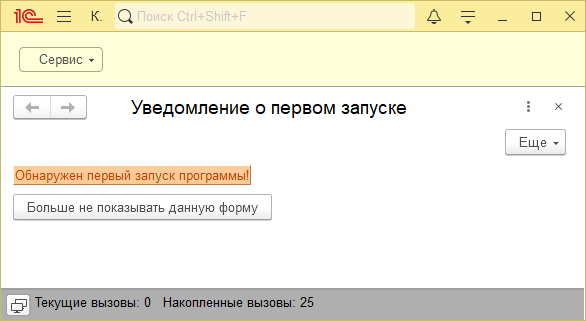 1С К. Поиск Ctrl+Shift+F
Сервис
Уведомление о первом запуске
Еще
Обнаружен первый запуск программы!
Больше не показывать данную форму
Текущие вызовы: 0 Накопленные вызовы: 25